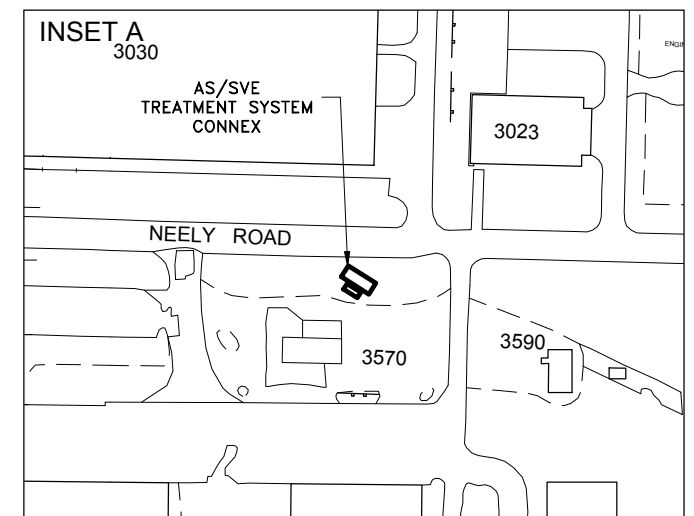 INSET A
3030
AS/SVE
TREATMENT SYSTEM
CONNEX
3023
NEELY ROAD
3570
3590